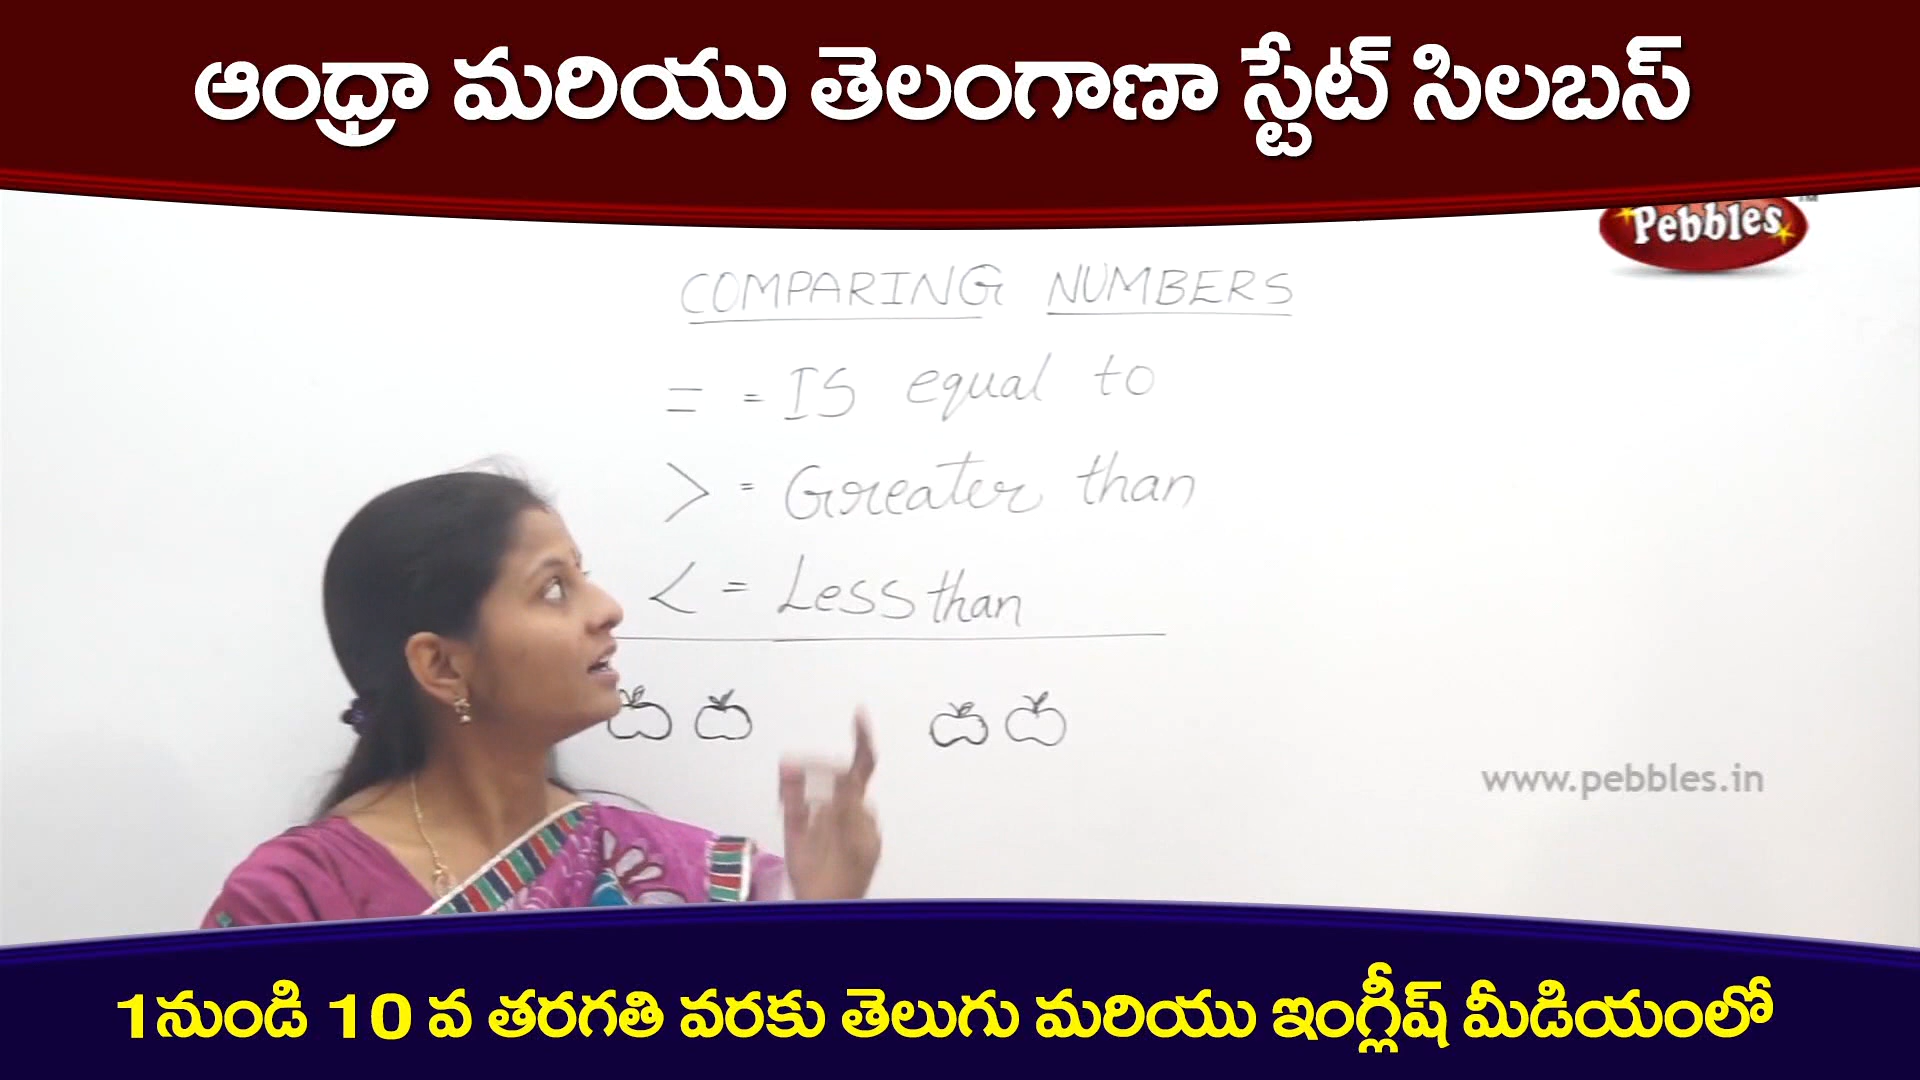 ఆంధ్రా మరియు తెలంగాణా స్టేట్ సిలబస్
Pebbles™
COMPARING NUMBERS
= = IS equal to
> = Greater than
< = Less than
www.pebbles.in
1నుండి 10 వ తరగతి వరకు తెలుగు మరియు ఇంగ్లీష్ మీడియంలో